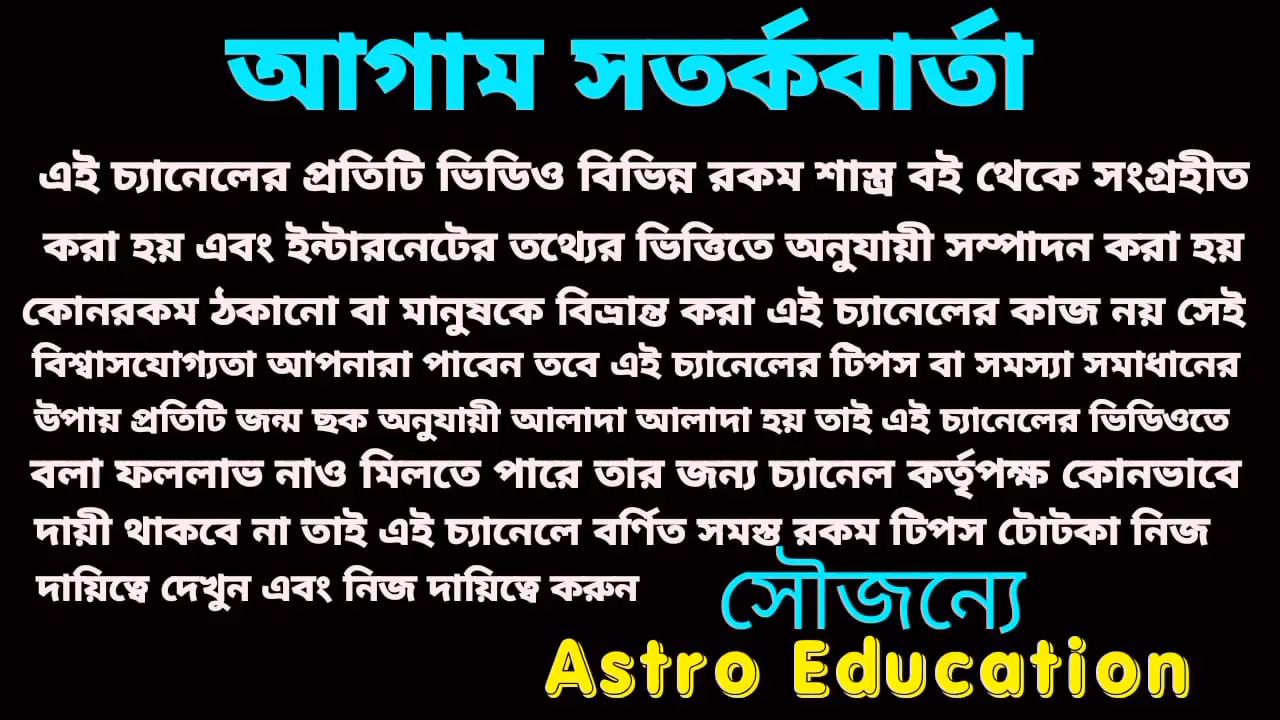 আগাম সতর্কবার্তা
এই চ্যানেলের প্রতিটি ভিডিও বিভিন্ন রকম শাস্ত্র বই থেকে সংগ্রহীত
করা হয় এবং ইন্টারনেটের তথ্যের ভিত্তিতে অনুযায়ী সম্পাদন করা হয়
কোনরকম ঠকানো বা মানুষকে বিভ্রান্ত করা এই চ্যানেলের কাজ নয় সেই
বিশ্বাসযোগ্যতা আপনারা পাবেন তবে এই চ্যানেলের টিপস বা সমস্যা সমাধানের
উপায় প্রতিটি জন্ম ছক অনুযায়ী আলাদা আলাদা হয় তাই এই চ্যানেলের ভিডিওতে
বলা ফললাভ নাও মিলতে পারে তার জন্য চ্যানেল কর্তৃপক্ষ কোনভাবে
দায়ী থাকবে না তাই এই চ্যানেলে বর্ণিত সমস্ত রকম টিপস টোটকা নিজ
দায়িত্বে দেখুন এবং নিজ দায়িত্বে করুন
সৌজন্যে
Astro Education